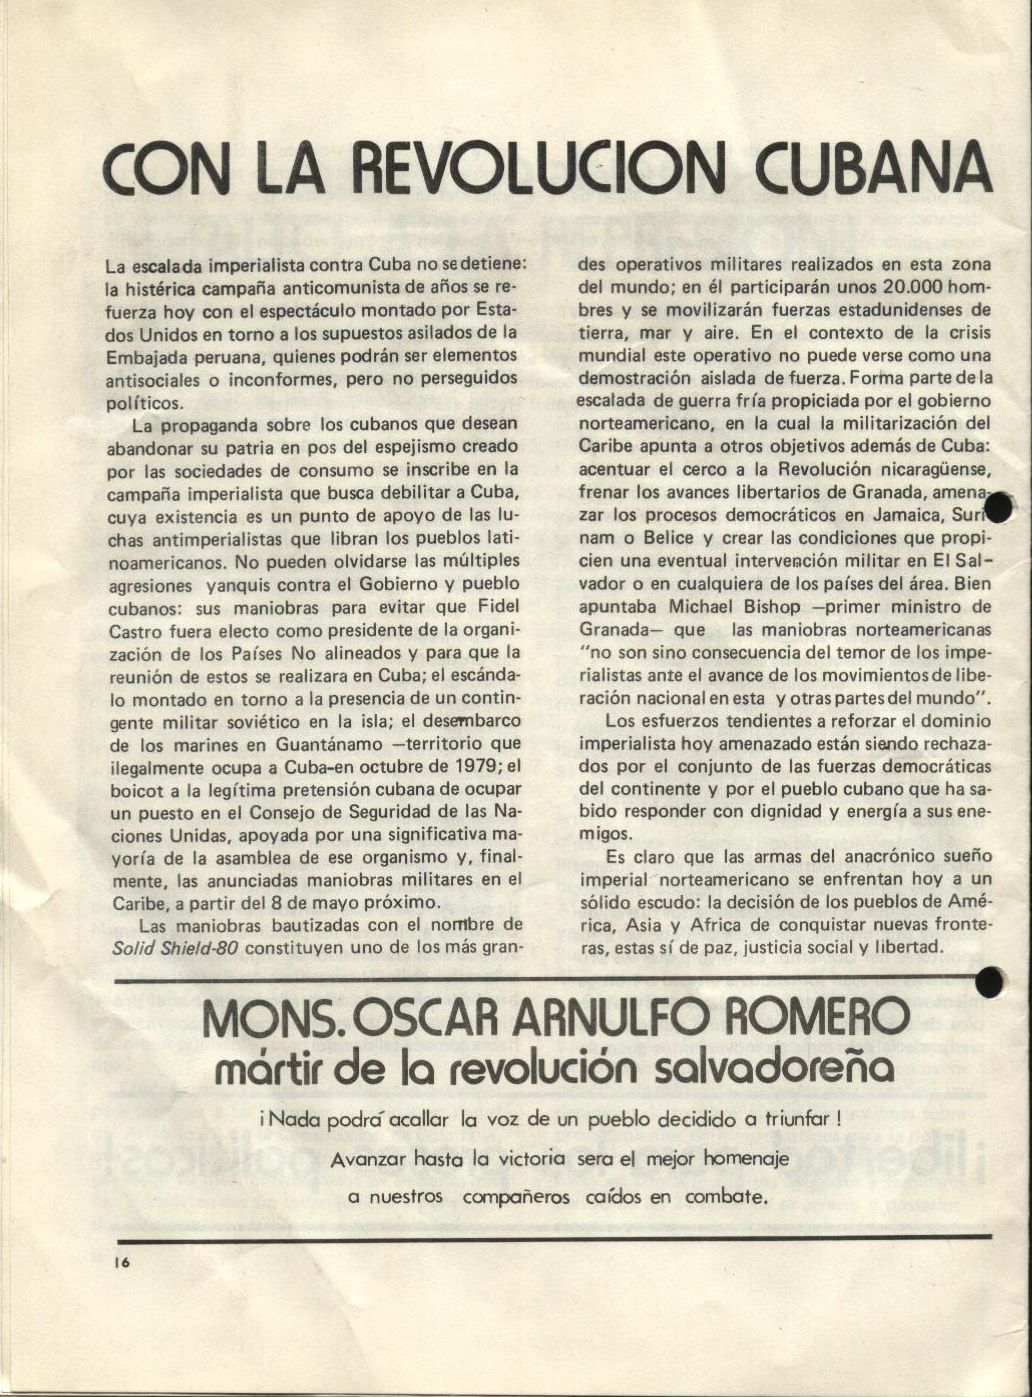 CON LA REVOLUCION CUBANA
La escalada imperialista contra Cuba no se detiene:
la histérica campaña anticomunista de años se re-
fuerza hoy con el espectáculo montado por Esta-
dos Unidos en torno a los supuestos asilados de la
Embajada peruana, quienes podrán ser elementos
antisociales o inconformes, pero no perseguidos
políticos.
La propaganda sobre los cubanos que desean
abandonar su patria en pos del espejismo creado
por las sociedades de consumo se inscribe en la
campaña imperialista que busca debilitar a Cuba,
cuya existencia es un punto de apoyo de las lu-
chas antimperialistas que libran los pueblos lati-
noamericanos. No pueden olvidarse las múltiples
agresiones yanquis contra el Gobierno y pueblo
cubanos: sus maniobras para evitar que Fidel
Castro fuera electo como presidente de la organi-
zación de los Países No alineados y para que la
reunión de estos se realizara en Cuba; el escánda-
lo montado en torno a la presencia de un contin-
gente militar soviético en la isla; el desembarco
de los marines en Guantánamo —territorio que
ilegalmente ocupa a Cuba-en octubre de 1979; el
boicot a la legítima pretensión cubana de ocupar
un puesto en el Consejo de Seguridad de las Na-
ciones Unidas, apoyada por una significativa ma-
yoría de la asamblea de ese organismo y, final-
mente, las anunciadas maniobras militares en el
Caribe, a partir del 8 de mayo próximo.
Las maniobras bautizadas con el nombre de
Solid Shield-80 constituyen uno de los más gran-
des operativos militares realizados en esta zona
del mundo; en él participarán unos 20.000 hom-
bres y se movilizarán fuerzas estadunidenses de
tierra, mar y aire. En el contexto de la crisis
mundial este operativo no puede verse como una
demostración aislada de fuerza. Forma parte de la
escalada de guerra fría propiciada por el gobierno
norteamericano, en la cual la militarización del
Caribe apunta a otros objetivos además de Cuba:
acentuar el cerco a la Revolución nicaragüense,
frenar los avances libertarios de Granada, amena-
zar los procesos democráticos en Jamaica, Suri-
nam o Belice y crear las condiciones que propi-
cien una eventual intervención militar en El Sal-
vador o en cualquiera de los países del área. Bien
apuntaba Michael Bishop —primer ministro de
Granada— que las maniobras norteamericanas
"no son sino consecuencia del temor de los impe-
rialistas ante el avance de los movimientos de libe-
ración nacional en esta y otras partes del mundo".
Los esfuerzos tendientes a reforzar el dominio
imperialista hoy amenazado están siendo rechaza-
dos por el conjunto de las fuerzas democráticas
del continente y por el pueblo cubano que ha sa-
bido responder con dignidad y energía a sus ene-
migos.
Es claro que las armas del anacrónico sueño
imperial norteamericano se enfrentan hoy a un
sólido escudo: la decisión de los pueblos de Amé-
rica, Asia y Africa de conquistar nuevas fronte-
ras, estas sí de paz, justicia social y libertad.
MONS. OSCAR ARNULFO ROMERO
mártir de la revolución salvadoreña
¡Nada podrá acallar la voz de un pueblo decidido a triunfar!
Avanzar hasta la victoria sera el mejor homenaje
a nuestros compañeros caídos en combate.
16